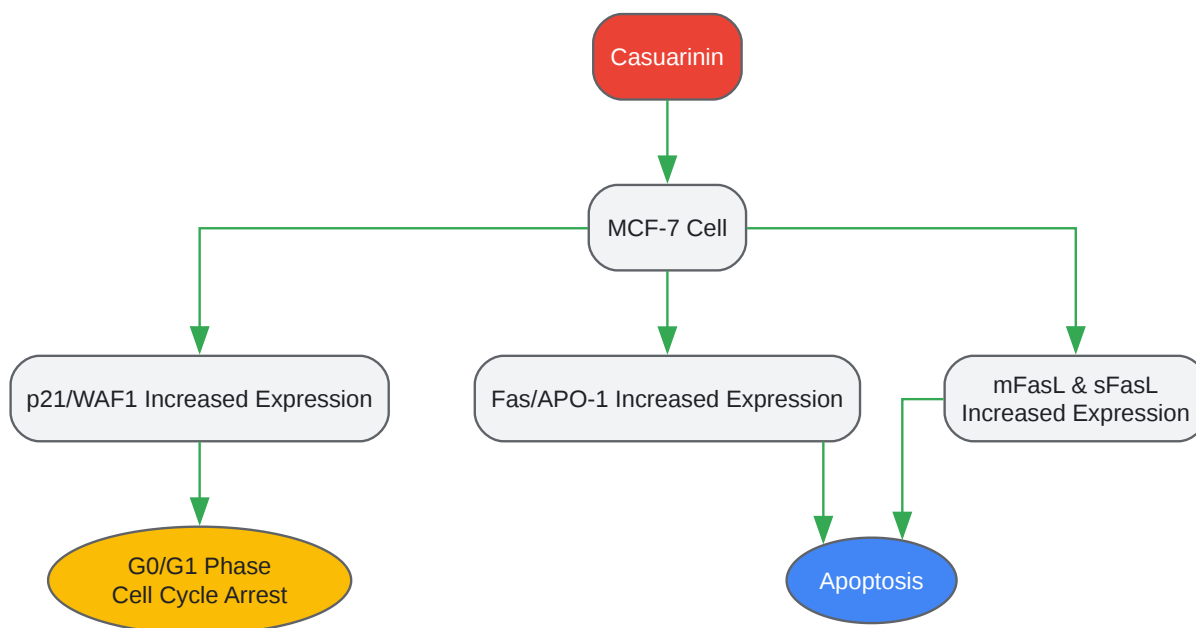 Casuarinin
MCF-7 Cell
p21/WAF1 Increased Expression
Fas/APO-1 Increased Expression
mFasL & sFasL
Increased Expression
G0/G1 Phase
Cell Cycle Arrest
Apoptosis